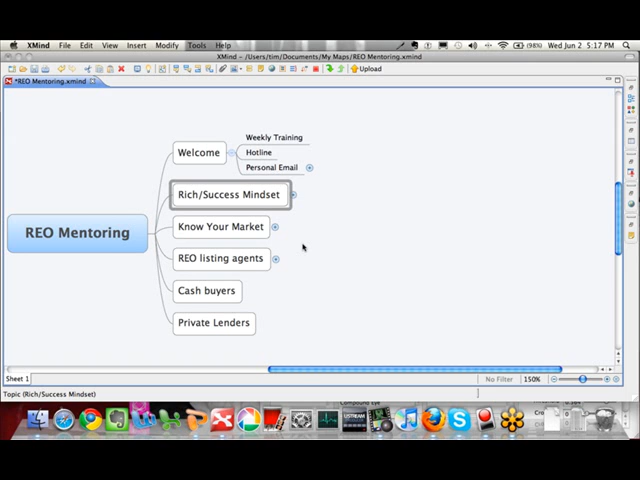 XMind File Edit View Insert Modify Tools Help (98%) Wed Jun 2 5:17 PM
XMind - /Users/tim/Documents/My Maps/REO Mentoring.xmind
Upload
*REO Mentoring.xmind
Weekly Training
Welcome
Hotline
Personal Email
Rich/Success Mindset
Know Your Market
REO Mentoring
REO listing agents
Cash buyers
Private Lenders
Sheet 1
No Filter 150%
Topic (Rich/Success Mindset)
USTREAM